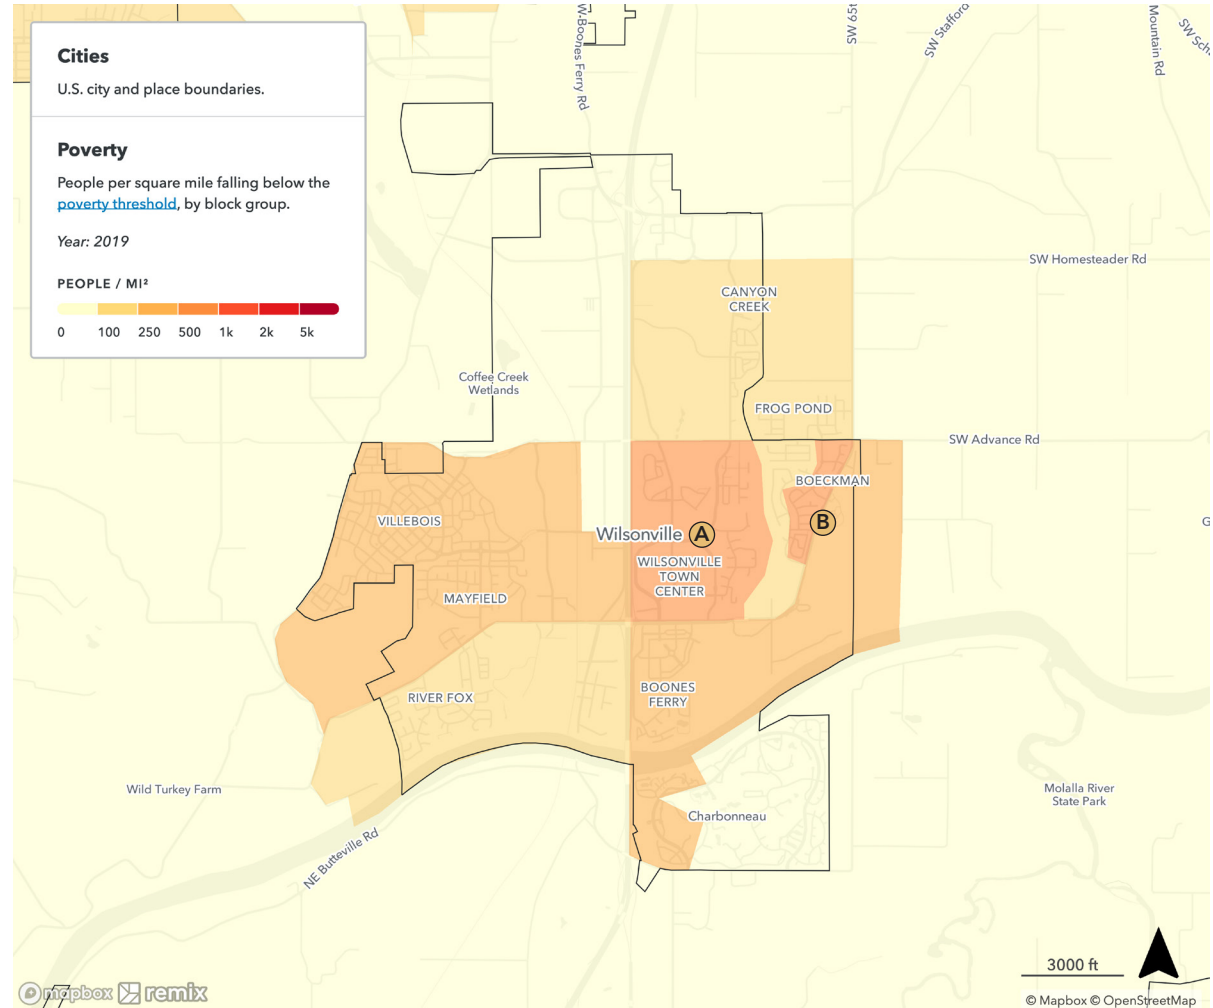 Cities
U.S. city and place boundaries.
Poverty
People per square mile falling below the
poverty threshold, by block group.
Year: 2019
PEOPLE / MI²
0 100 250 500 1k 2k 5k
SW Boones Ferry Rd
SW 65t
SW Stafford
Mountain Rd
SW Sch
SW Homesteader Rd
CANYON
CREEK
Coffee Creek
Wetlands
FROG POND
SW Advance Rd
BOECKMAN
VILLEBOIS
B
G
Wilsonville A
WILSONVILLE
TOWN
CENTER
MAYFIELD
BOONES
FERRY
RIVER FOX
Wild Turkey Farm
Molalla River
State Park
Charbonneau
NE Butteville Rd
3000 ft
mapbox remix
© Mapbox © OpenStreetMap